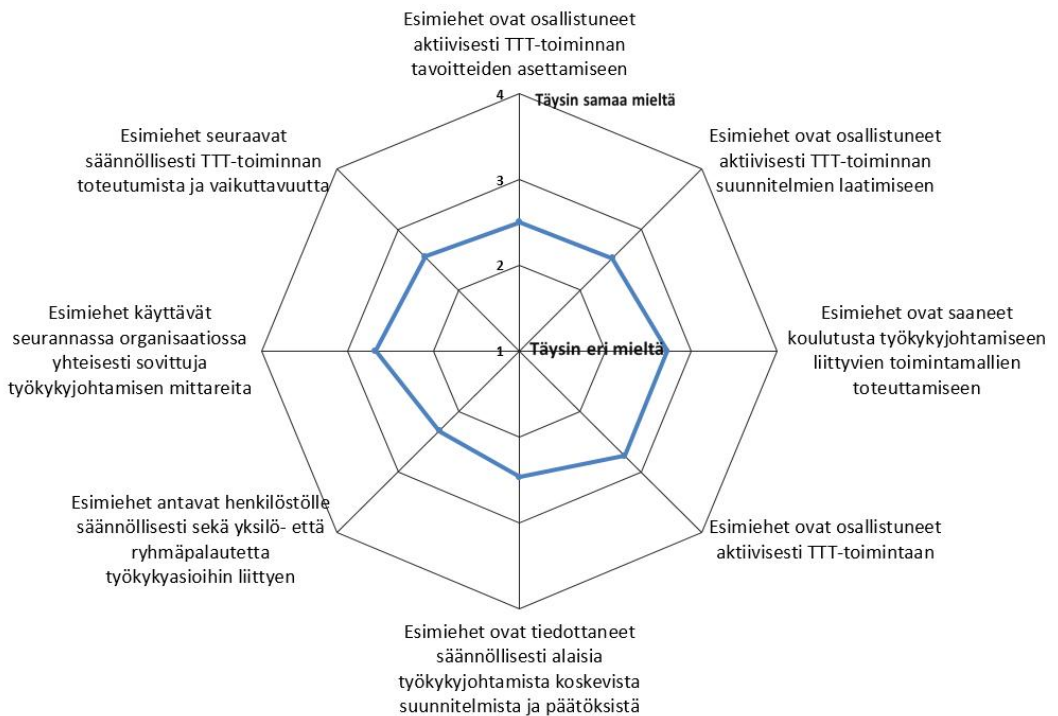 Esimiehet ovat osallistuneet
aktiivisesti TTT-toiminnan
tavoitteiden asettamiseen
4
Täysin samaa mieltä
Esimiehet seuraavat
säännöllisesti TTT-toiminnan
toteutumista ja vaikuttavuutta
Esimiehet ovat osallistuneet
aktiivisesti TTT-toiminnan
suunnitelmien laatimiseen
3
2
Esimiehet käyttävät
seurannassa organisaatiossa
yhteisesti sovittuja
työkykyjohtamisen mittareita
1
Täysin eri mieltä
Esimiehet ovat saaneet
koulutusta työkykyjohtamiseen
liittyvien toimintamallien
toteuttamiseen
Esimiehet antavat henkilöstölle
säännöllisesti sekä yksilö- että
ryhmäpalautetta
työkykyasioihin liittyen
Esimiehet ovat osallistuneet
aktiivisesti TTT-toimintaan
Esimiehet ovat tiedottaneet
säännöllisesti alaisia
työkykyjohtamista koskevista
suunnitelmista ja päätöksistä